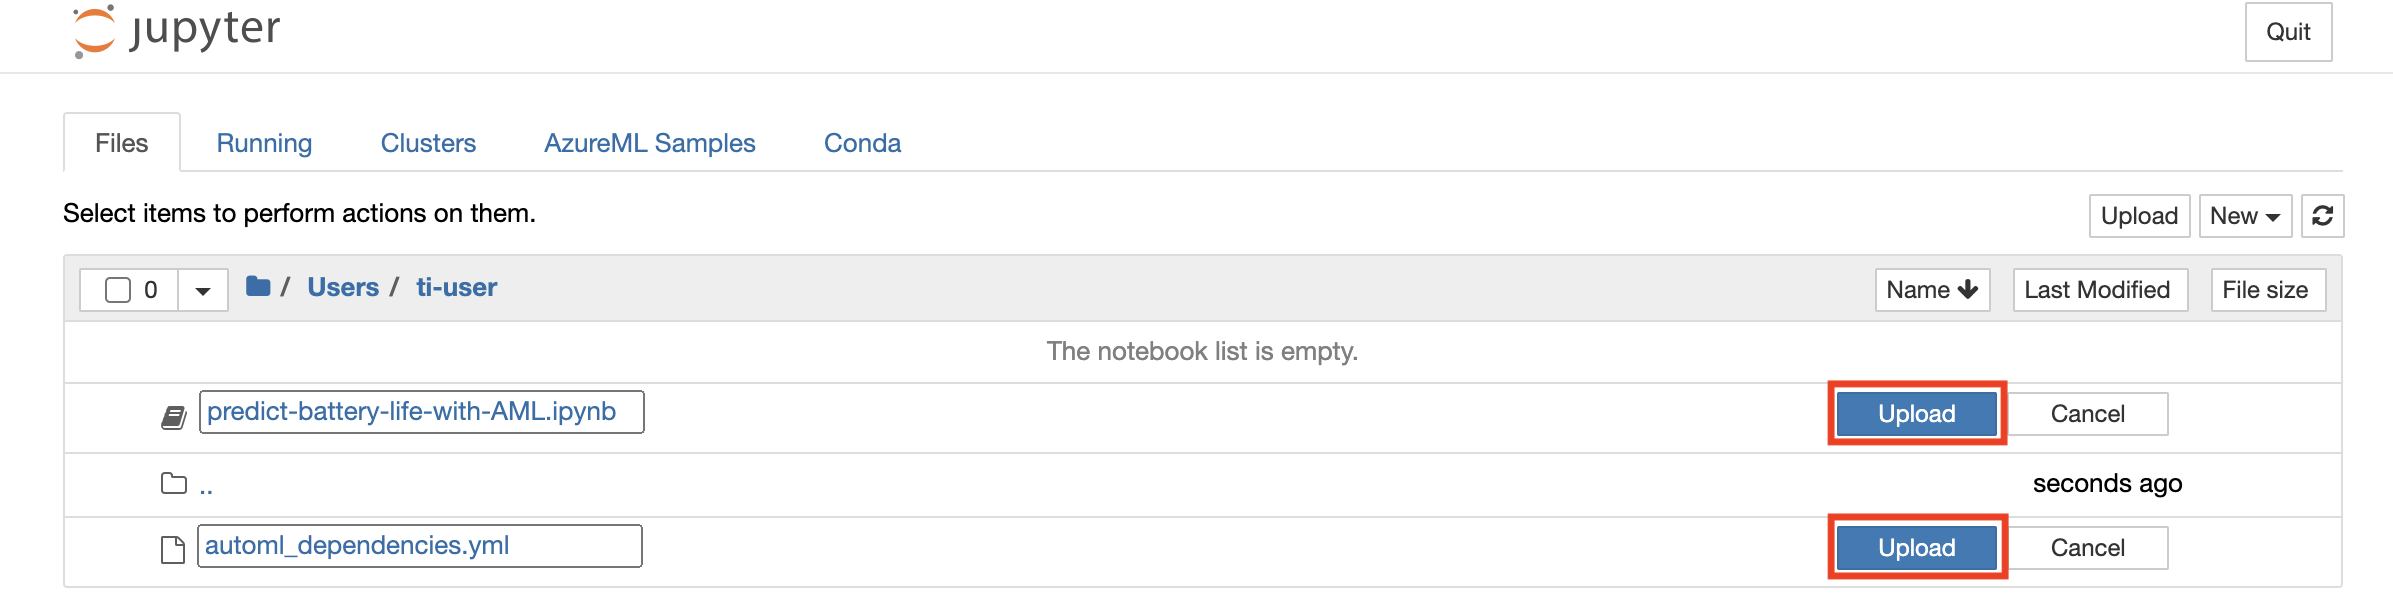 jupyter
Quit
Files Running Clusters AzureML Samples Conda
Select items to perform actions on them.
Upload New
0 / Users / ti-user Name Last Modified File size
The notebook list is empty.
predict-battery-life-with-AML.ipynb Upload Cancel
.. seconds ago
automl_dependencies.yml Upload Cancel